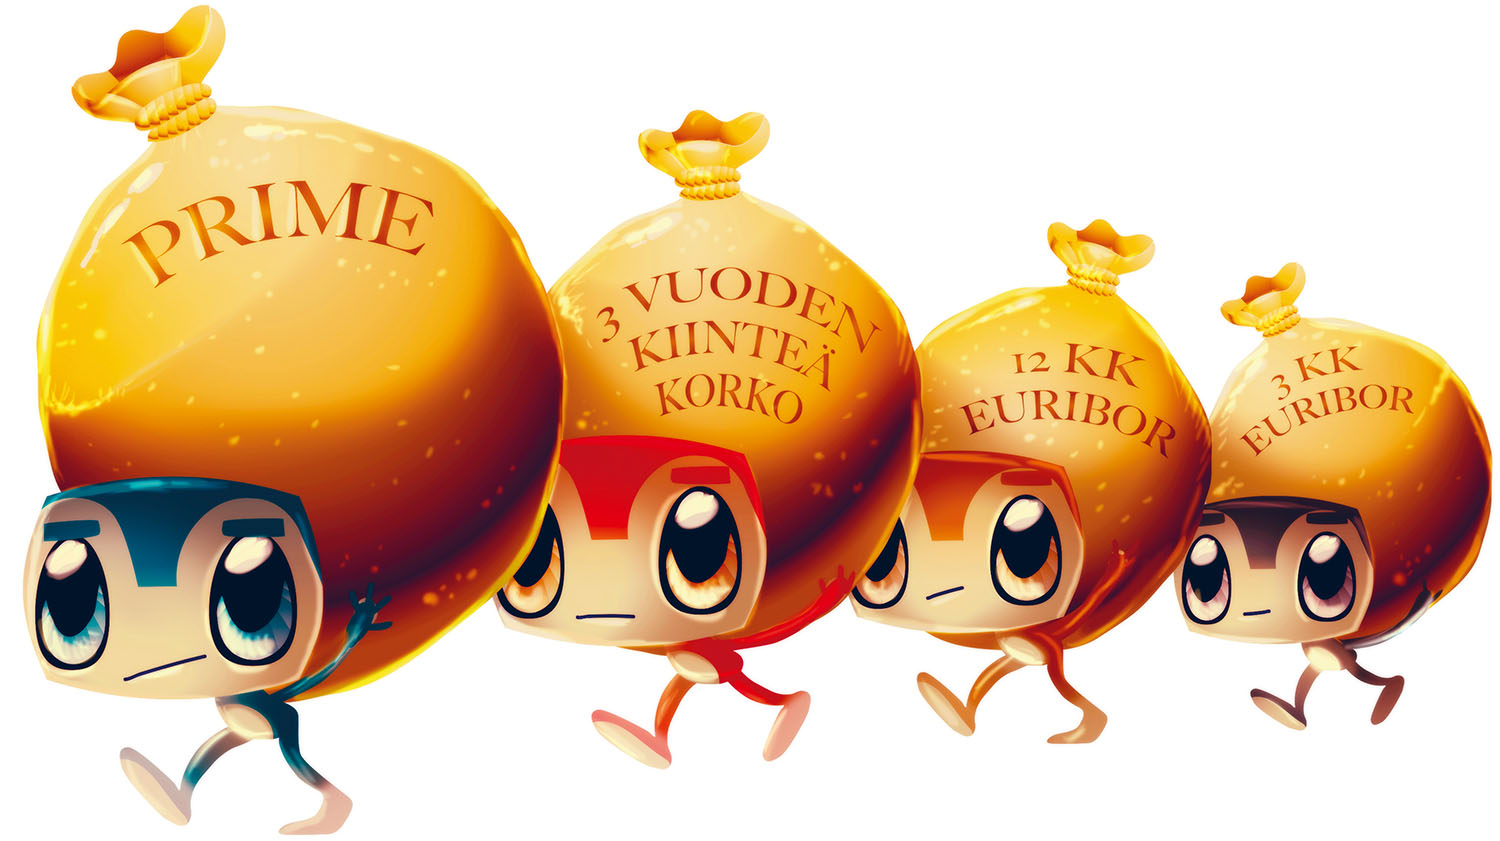 PRIME
3 VUODEN
KIINTEÄ
KORKO
12 KK
EURIBOR
3 KK
EURIBOR